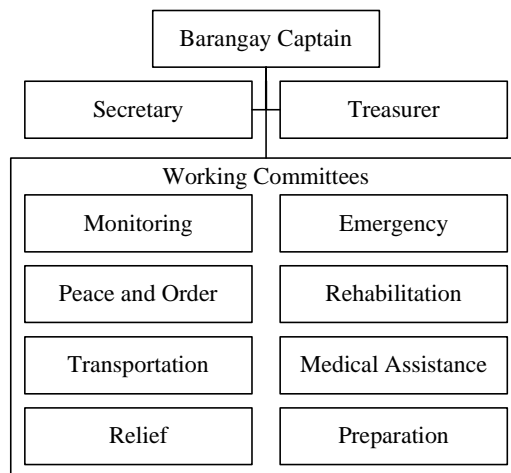 Barangay Captain
Secretary
Treasurer
Working Committees
Monitoring
Emergency
Peace and Order
Rehabilitation
Transportation
Medical Assistance
Relief
Preparation